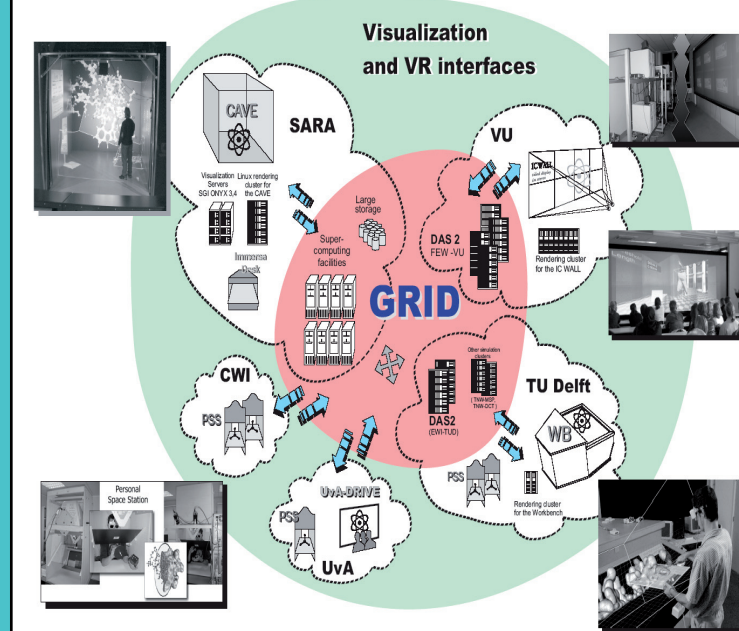 Visualization
and VR interfaces
CAVE
SARA
Visualization
Servers
SGI ONYX 3,4
Linux rendering
cluster for
the CAVE
Immersa
Desk
Large
storage
Super-
computing
facilities
VU
ICWALL
DAS 2
FEW -VU
Rendering cluster
for the IC WALL
GRID
CWI
PSS
Other simulation
clusters
DAS2
(EWI-TUD)
TU Delft
WB
PSS
Rendering cluster
for the Workbench
UvA-DRIVE
PSS
UvA
Personal
Space Station